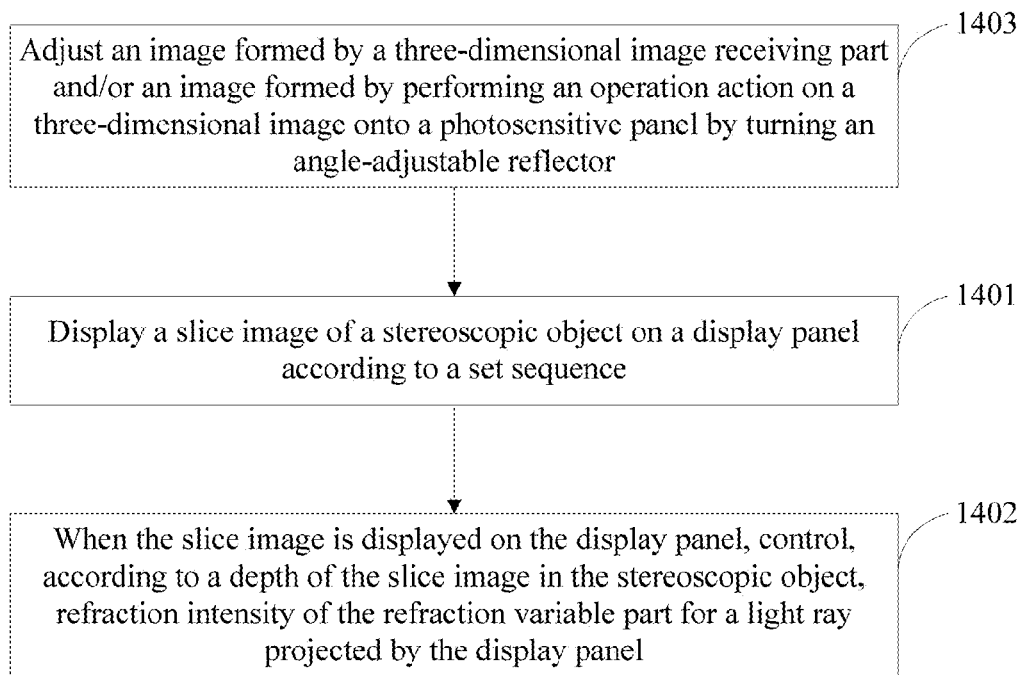 1403
Adjust an image formed by a three-dimensional image receiving part
and/or an image formed by performing an operation action on a
three-dimensional image onto a photosensitive panel by turning an
angle-adjustable reflector
1401
Display a slice image of a stereoscopic object on a display panel
according to a set sequence
1402
When the slice image is displayed on the display panel, control,
according to a depth of the slice image in the stereoscopic object,
refraction intensity of the refraction variable part for a light ray
projected by the display panel